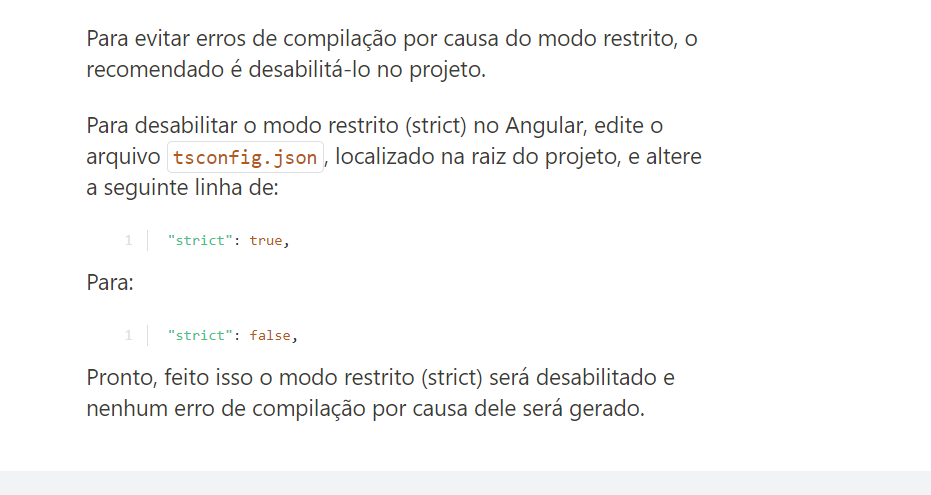 Para evitar erros de compilação por causa do modo restrito, o
recomendado é desabilitá-lo no projeto.
Para desabilitar o modo restrito (strict) no Angular, edite o
arquivo tsconfig.json, localizado na raiz do projeto, e altere
a seguinte linha de:
1 "strict": true,
Para:
1 "strict": false,
Pronto, feito isso o modo restrito (strict) será desabilitado e
nenhum erro de compilação por causa dele será gerado.